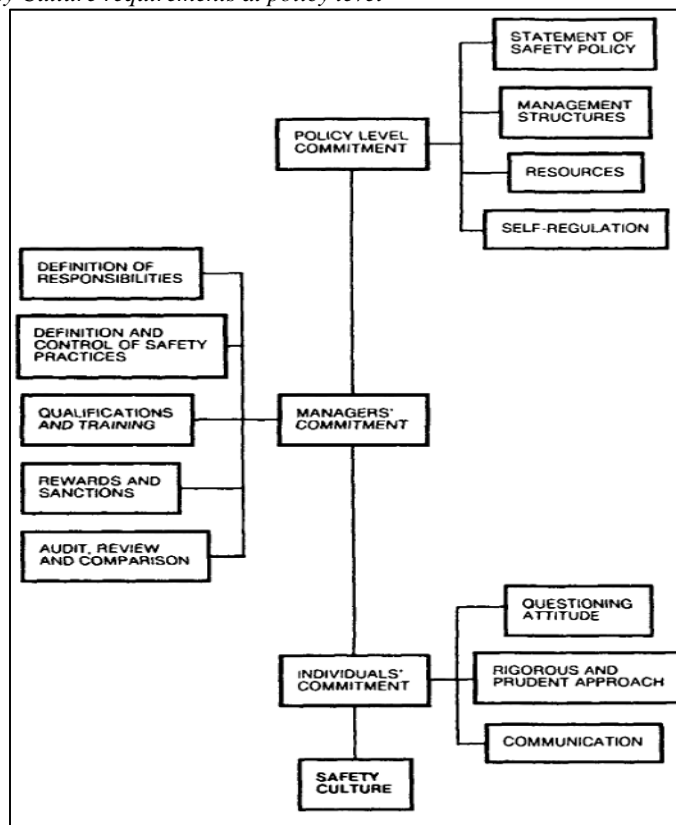 y Culture requirements at policy level
STATEMENT OF
SAFETY POLICY
MANAGEMENT
STRUCTURES
POLICY LEVEL
COMMITMENT
RESOURCES
SELF-REGULATION
DEFINITION OF
RESPONSIBILITIES
DEFINITION AND
CONTROL OF SAFETY
PRACTICES
QUALIFICATIONS
AND TRAINING
MANAGERS'
COMMITMENT
REWARDS AND
SANCTIONS
AUDIT, REVIEW
AND COMPARISON
QUESTIONING
ATTITUDE
INDIVIDUALS'
COMMITMENT
RIGOROUS AND
PRUDENT APPROACH
COMMUNICATION
SAFETY
CULTURE